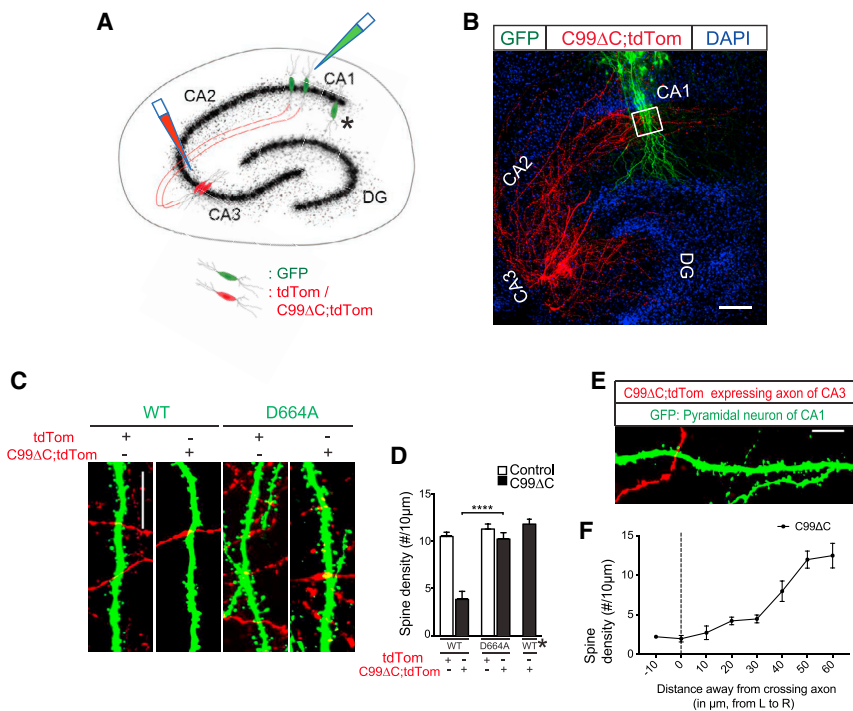 A
CA1
CA2
*
DG
CA3
: GFP
: tdTom /
C99ΔC;tdTom
B
GFP C99ΔC;tdTom DAPI
CA1
CA2
DG
CA3
C
WT D664A
tdTom + - + -
C99ΔC;tdTom - + - +
D
Control
C99ΔC
****
Spine density (#/10μm)
15
10
5
0
WT D664A WT*
tdTom + +
C99ΔC;tdTom + + +
E
C99ΔC;tdTom expressing axon of CA3
GFP: Pyramidal neuron of CA1
F
C99ΔC
Spine
density (#/10μm)
15
10
5
0
-10 0 10 20 30 40 50 60
Distance away from crossing axon
(in μm, from L to R)